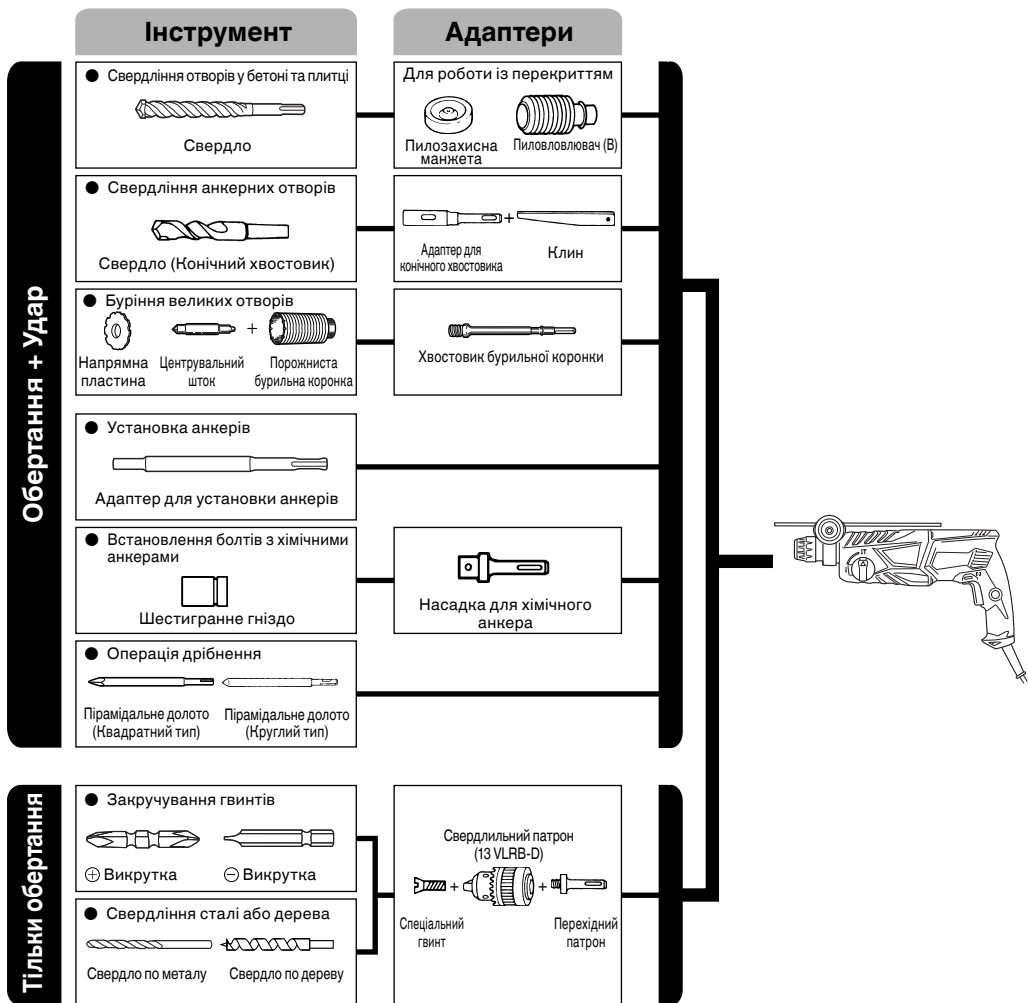 Інструмент
Адаптери
Обертання + Удар
● Свердління отворів у бетоні та плитці
Свердло
Для роботи із перекриттям
Пилозахисна
манжета
Пиловловлювач (B)
● Свердління анкерних отворів
Свердло (Конічний хвостовик)
+
Адаптер для
конічного хвостовика
Клин
● Буріння великих отворів
+
Напрямна
пластина
Центрувальний
шток
Порожниста
бурильна коронка
Хвостовик бурильної коронки
● Установка анкерів
Адаптер для установки анкерів
● Встановлення болтів з хімічними
анкерами
Шестигранне гніздо
Насадка для хімічного
анкера
● Операція дрібнення
Пірамідальне долото
(Квадратний тип)
Пірамідальне долото
(Круглий тип)
Тільки обертання
● Закручування гвинтів
⊕ Викрутка
⊖ Викрутка
● Свердління сталі або дерева
Свердло по металу
Свердло по дереву
Свердлильний патрон
(13 VLRB-D)
+ +
Спеціальний
гвинт
Перехідний
патрон